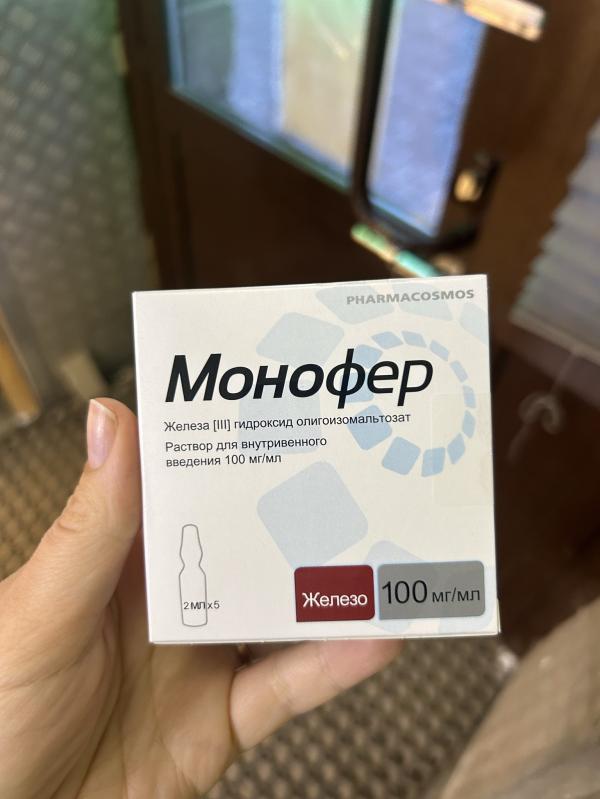 PHARMACOSMOS
Монофер
Железа [III] гидроксид олигоизомальтозат
Раствор для внутривенного
введения 100 мг/мл
2 мл x 5
Железо
100 мг/мл